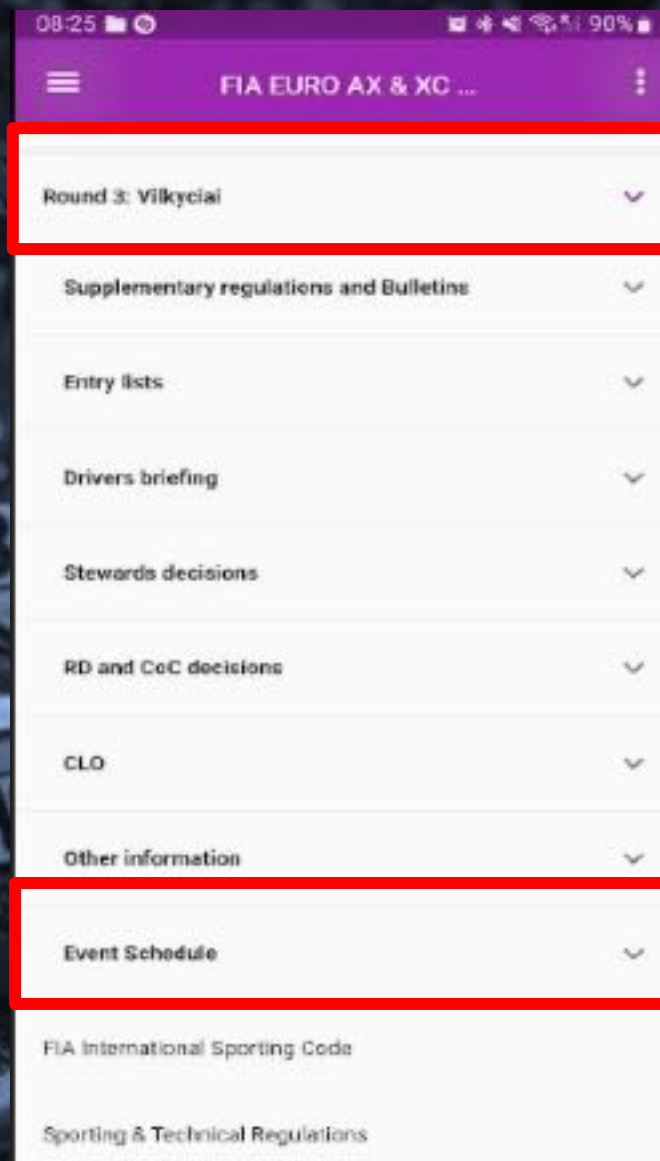 08:25 90%
FIA EURO AX & XC ...
Round 3: Vilkyciai
Supplementary regulations and Bulletins
Entry lists
Drivers briefing
Stewards decisions
RD and CoC decisions
CLO
Other information
Event Schedule
FIA International Sporting Code
Sporting & Technical Regulations